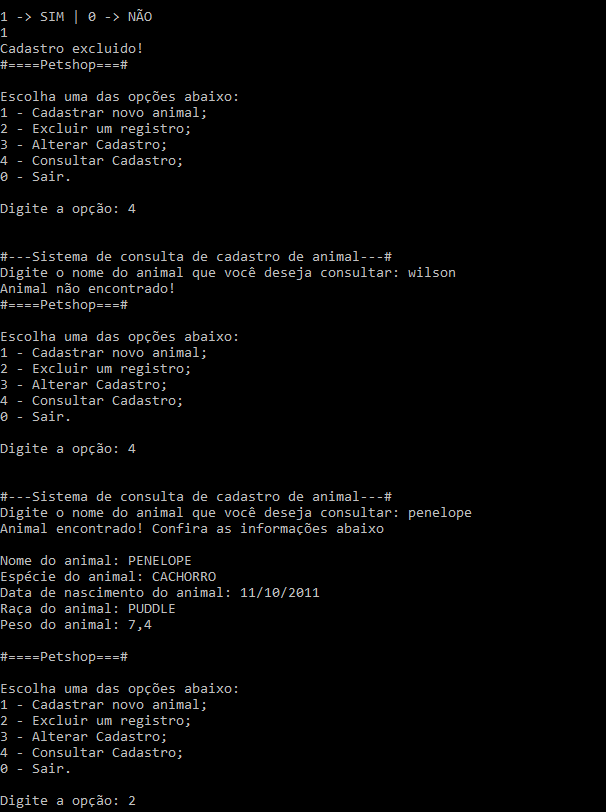 1 -> SIM | 0 -> NÃO
1
Cadastro excluido!
#====Petshop===#
Escolha uma das opções abaixo:
1 - Cadastrar novo animal;
2 - Excluir um registro;
3 - Alterar Cadastro;
4 - Consultar Cadastro;
0 - Sair.
Digite a opção: 4
#---Sistema de consulta de cadastro de animal---#
Digite o nome do animal que você deseja consultar: wilson
Animal não encontrado!
#====Petshop===#
Escolha uma das opções abaixo:
1 - Cadastrar novo animal;
2 - Excluir um registro;
3 - Alterar Cadastro;
4 - Consultar Cadastro;
0 - Sair.
Digite a opção: 4
#---Sistema de consulta de cadastro de animal---#
Digite o nome do animal que você deseja consultar: penelope
Animal encontrado! Confira as informações abaixo
Nome do animal: PENELOPE
Espécie do animal: CACHORRO
Data de nascimento do animal: 11/10/2011
Raça do animal: PUDDLE
Peso do animal: 7,4
#====Petshop===#
Escolha uma das opções abaixo:
1 - Cadastrar novo animal;
2 - Excluir um registro;
3 - Alterar Cadastro;
4 - Consultar Cadastro;
0 - Sair.
Digite a opção: 2